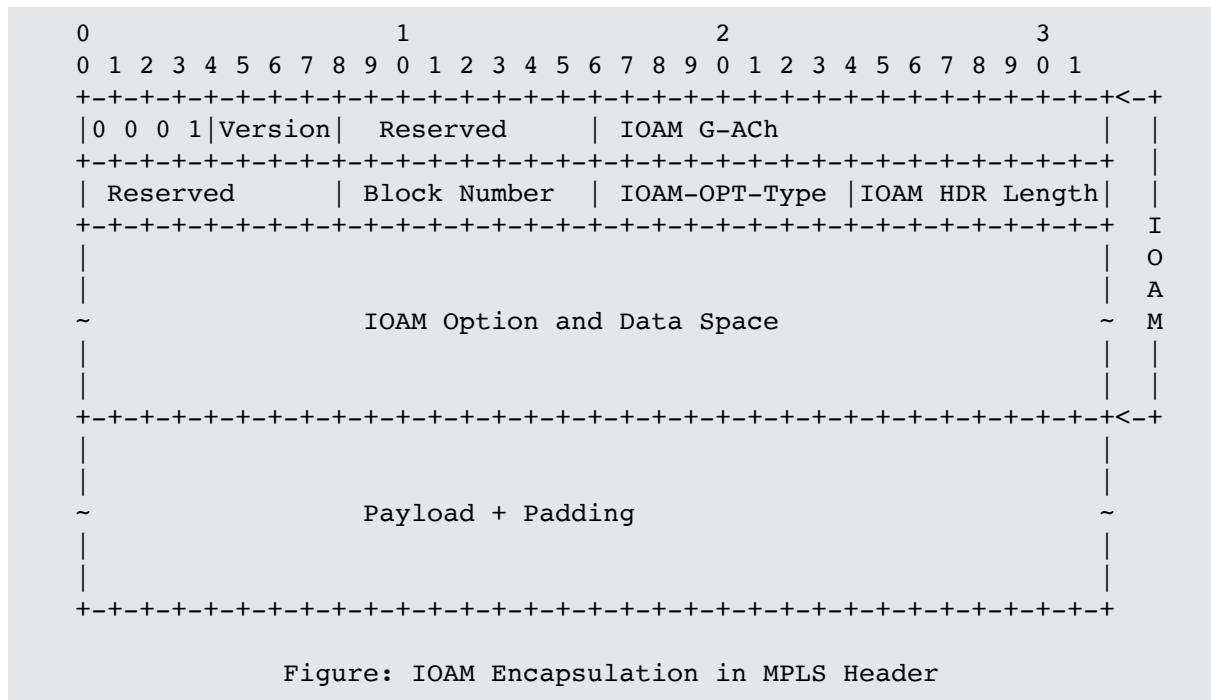 0                   1                   2                   3
0 1 2 3 4 5 6 7 8 9 0 1 2 3 4 5 6 7 8 9 0 1 2 3 4 5 6 7 8 9 0 1
+-+-+-+-+-+-+-+-+-+-+-+-+-+-+-+-+-+-+-+-+-+-+-+-+-+-+-+-+-+-+-+-+<-+
|0 0 0 1|Version|  Reserved     | IOAM G-ACh                    |  |
+-+-+-+-+-+-+-+-+-+-+-+-+-+-+-+-+-+-+-+-+-+-+-+-+-+-+-+-+-+-+-+-+  |
| Reserved      | Block Number  | IOAM-OPT-Type |IOAM HDR Length|  |
+-+-+-+-+-+-+-+-+-+-+-+-+-+-+-+-+-+-+-+-+-+-+-+-+-+-+-+-+-+-+-+-+  I
|                                                               |  O
|                                                               |  A
~                 IOAM Option and Data Space                    ~  M
|                                                               |  |
|                                                               |  |
+-+-+-+-+-+-+-+-+-+-+-+-+-+-+-+-+-+-+-+-+-+-+-+-+-+-+-+-+-+-+-+-+<-+
|                                                               |
|                                                               |
~                 Payload + Padding                             ~
|                                                               |
|                                                               |
+-+-+-+-+-+-+-+-+-+-+-+-+-+-+-+-+-+-+-+-+-+-+-+-+-+-+-+-+-+-+-+-+
Figure: IOAM Encapsulation in MPLS Header